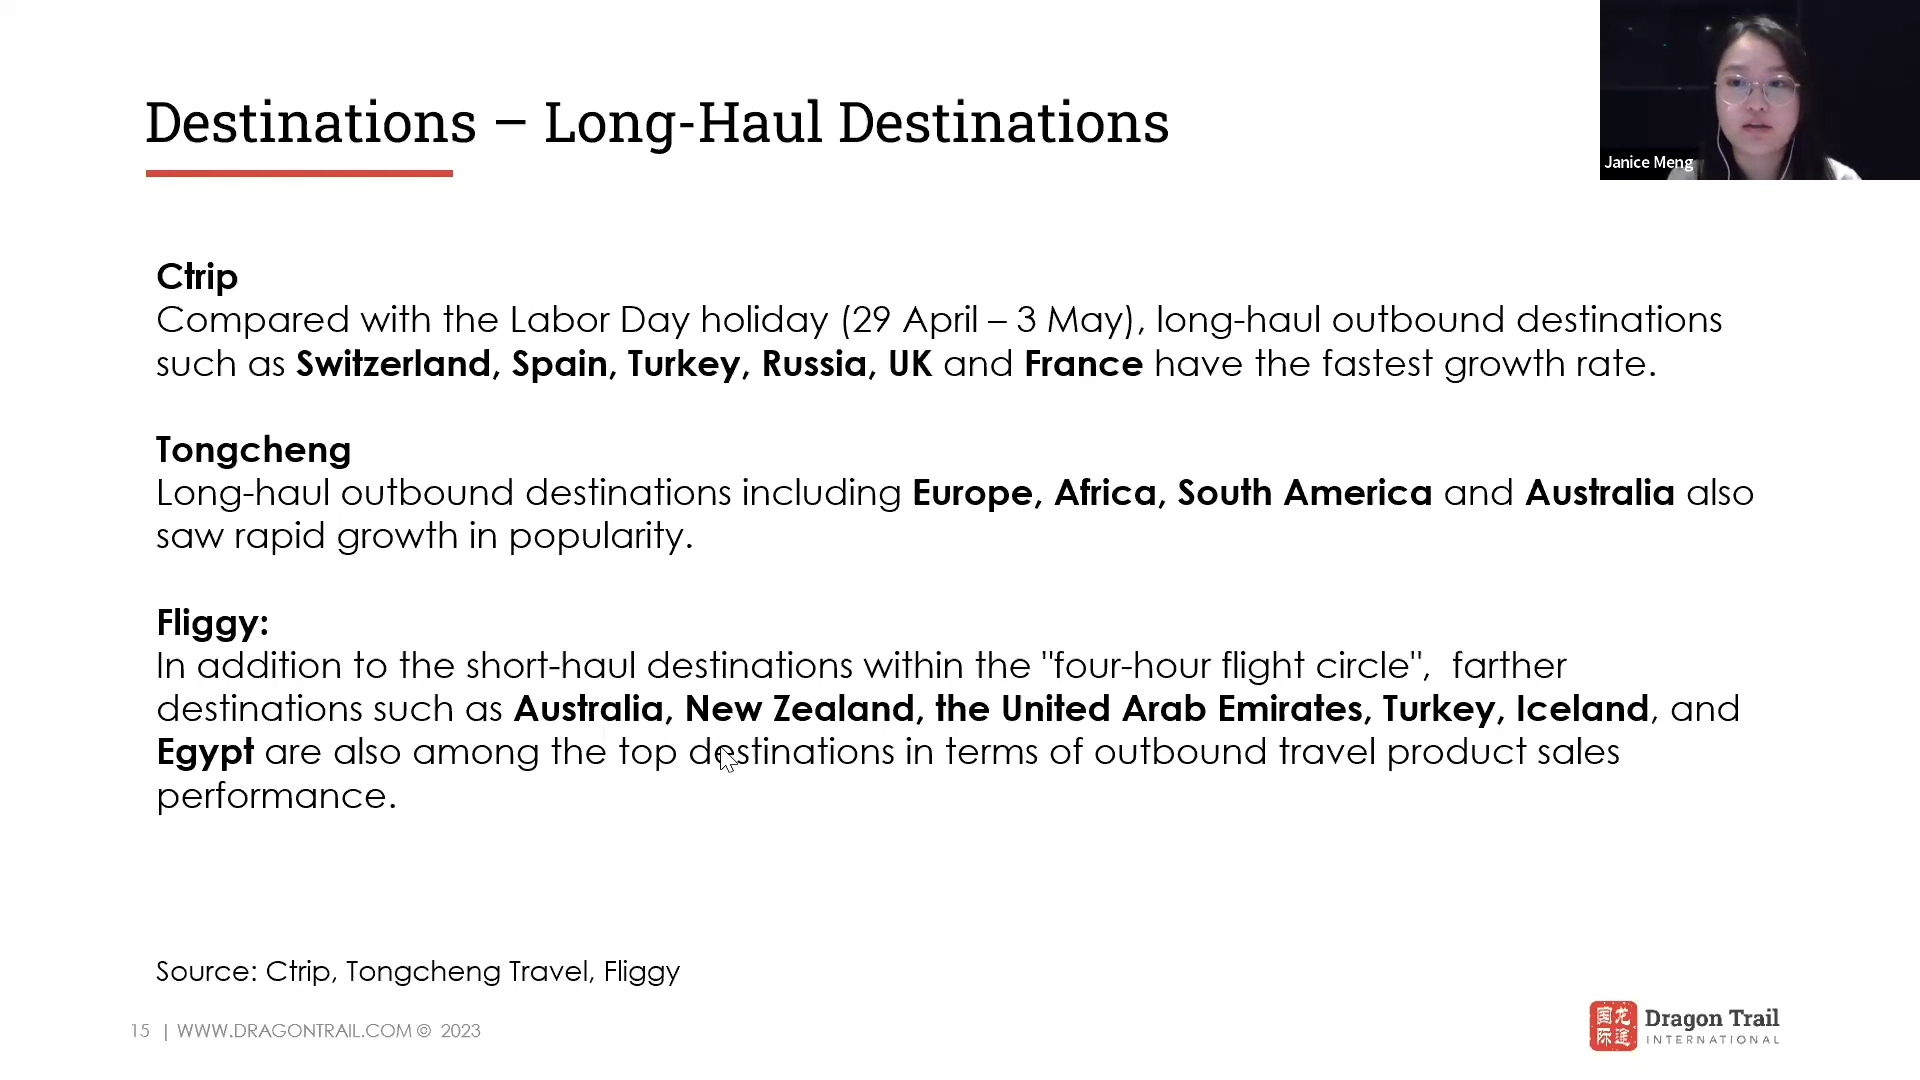 Destinations – Long-Haul Destinations
Janice Meng
Ctrip
Compared with the Labor Day holiday (29 April – 3 May), long-haul outbound destinations
such as Switzerland, Spain, Turkey, Russia, UK and France have the fastest growth rate.
Tongcheng
Long-haul outbound destinations including Europe, Africa, South America and Australia also
saw rapid growth in popularity.
Fliggy:
In addition to the short-haul destinations within the "four-hour flight circle",  farther
destinations such as Australia, New Zealand, the United Arab Emirates, Turkey, Iceland, and
Egypt are also among the top destinations in terms of outbound travel product sales
performance.
Source: Ctrip, Tongcheng Travel, Fliggy
15 | WWW.DRAGONTRAIL.COM © 2023
龙途国际
Dragon Trail
INTERNATIONAL